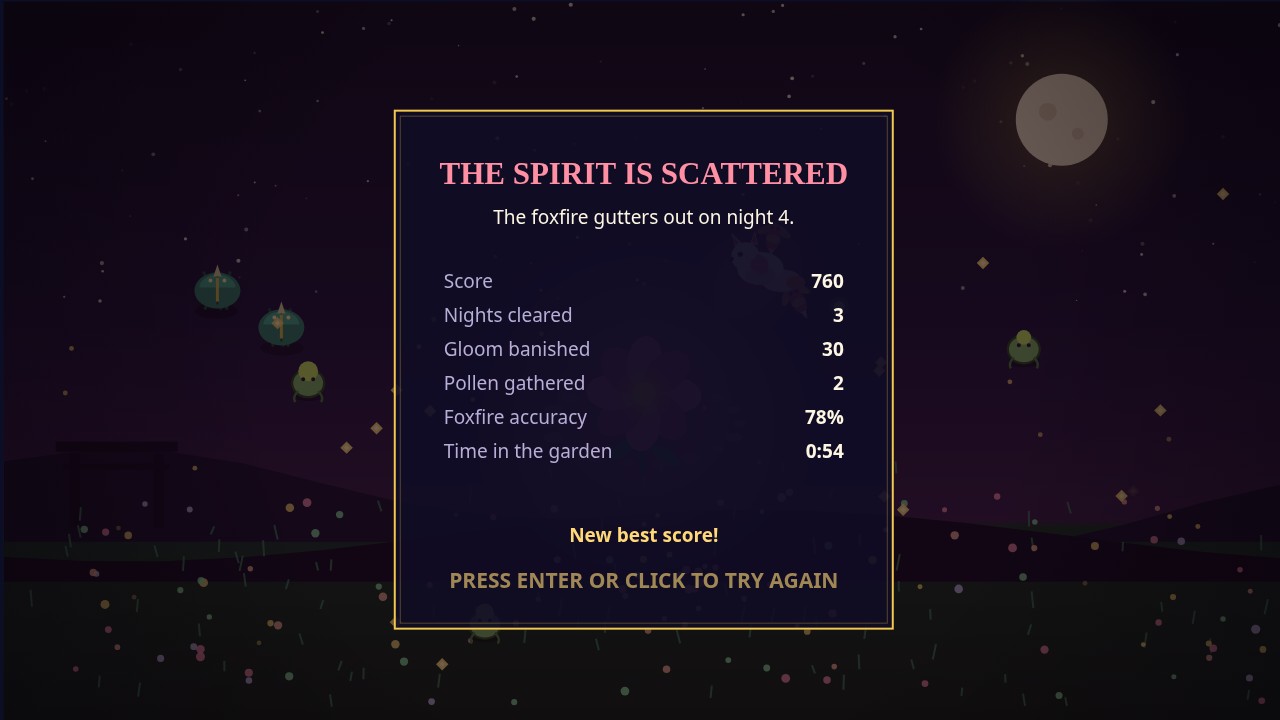 THE SPIRIT IS SCATTERED
The foxfire gutters out on night 4.
Score 760
Nights cleared 3
Gloom banished 30
Pollen gathered 2
Foxfire accuracy 78%
Time in the garden 0:54
New best score!
PRESS ENTER OR CLICK TO TRY AGAIN